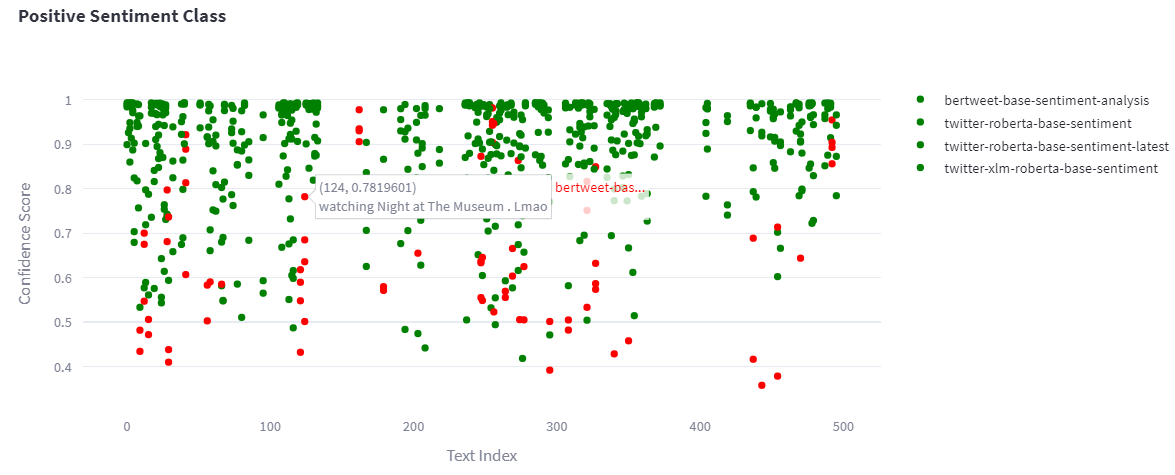 Positive Sentiment Class
Confidence Score
1
0.9
0.8
0.7
0.6
0.5
0.4
(124, 0.7819601)
watching Night at The Museum . Lmao
bertweet-bas...
0
100
200
300
400
500
Text Index
bertweet-base-sentiment-analysis
twitter-roberta-base-sentiment
twitter-roberta-base-sentiment-latest
twitter-xlm-roberta-base-sentiment